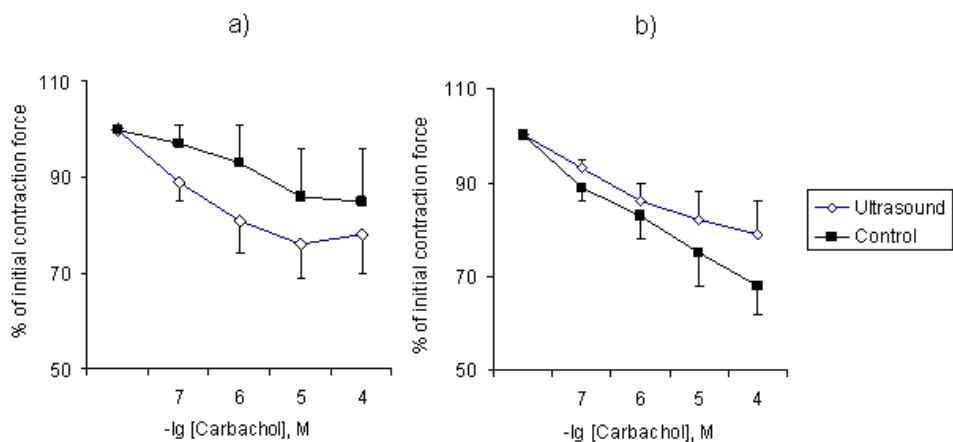 a)
110
90
70
50
% of initial contraction force
7 6 5 4
-lg [Carbachol], M
b)
110
90
70
50
% of initial contraction force
7 6 5 4
-lg [Carbachol], M
Ultrasound
Control